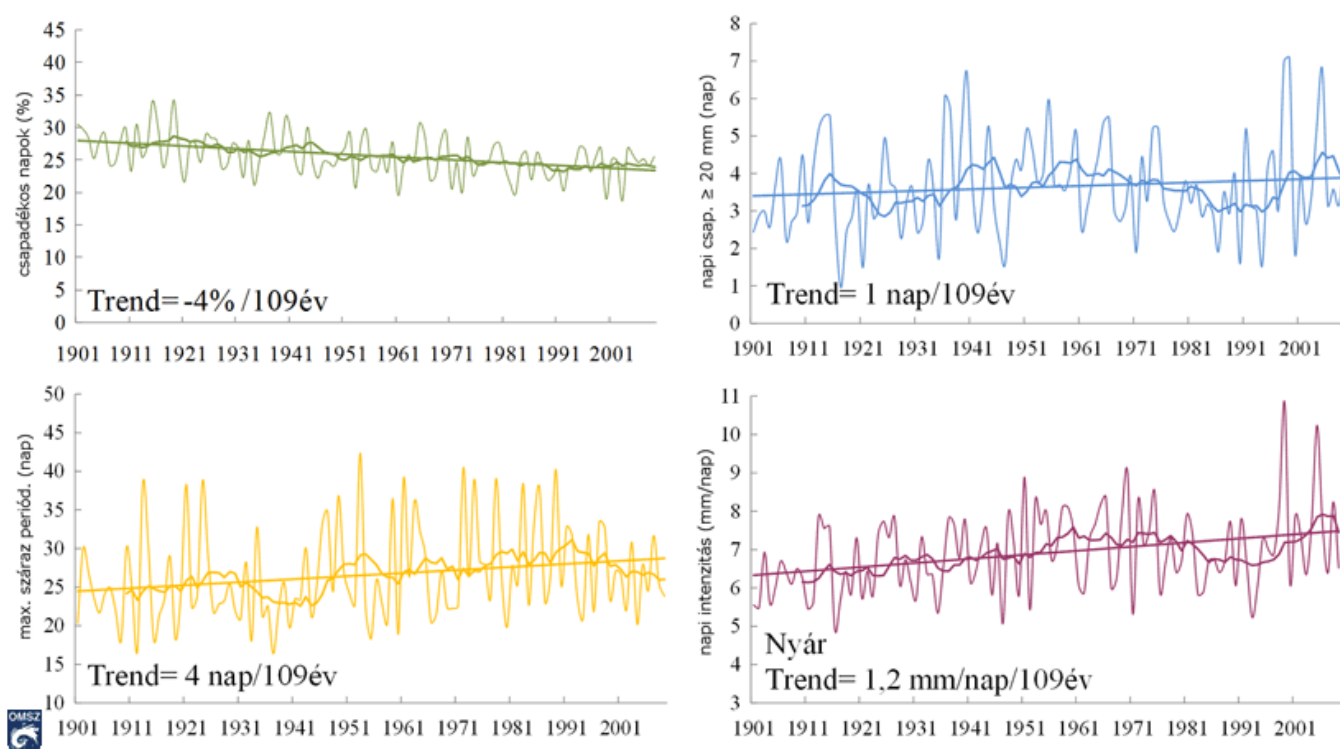 csapadékos napok (%)
45
40
35
30
25
20
15
10
5
0
Trend= -4% /109év
1901 1911 1921 1931 1941 1951 1961 1971 1981 1991 2001
napi csap. ≥ 20 mm (nap)
8
7
6
5
4
3
2
1
0
Trend= 1 nap/109év
1901 1911 1921 1931 1941 1951 1961 1971 1981 1991 2001
max. száraz periód. (nap)
50
45
40
35
30
25
20
15
10
Trend= 4 nap/109év
1901 1911 1921 1931 1941 1951 1961 1971 1981 1991 2001
napi intenzitás (mm/nap)
11
10
9
8
7
6
5
4
3
Nyár
Trend= 1,2 mm/nap/109év
1901 1911 1921 1931 1941 1951 1961 1971 1981 1991 2001
OMSZ